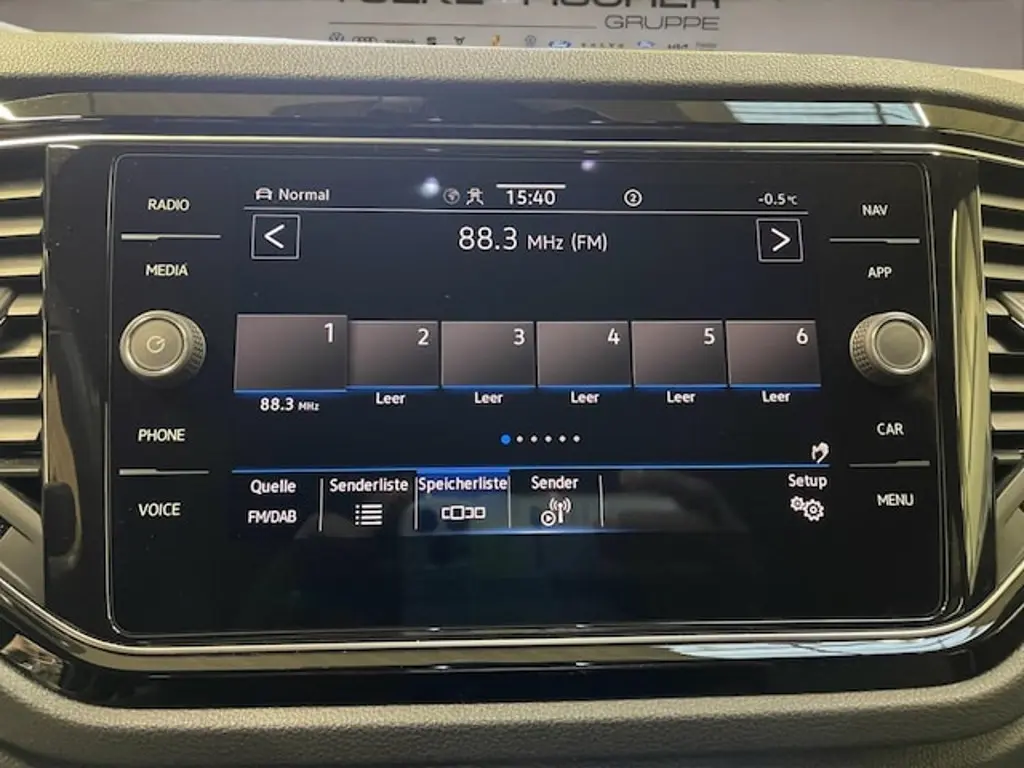 GRUPPE
RADIO
MEDIA
PHONE
VOICE
Normal
15:40
2
-0.5°C
88.3 MHz (FM)
1
2
3
4
5
6
88.3 MHz
Leer
Leer
Leer
Leer
Leer
Quelle
FM/DAB
Senderliste
Speicherliste
Sender
Setup
NAV
APP
CAR
MENU